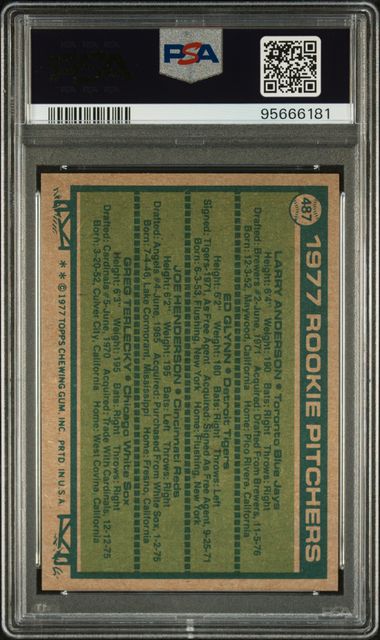 PSA
95666181
487
1977 ROOKIE PITCHERS
LARRY ANDERSON • Toronto Blue Jays
Height: 6'4" Weight: 190 Bats: Right Throws: Right
Drafted: Brewers #2-June, 1971 Acquired: Drafted From Brewers, 11-5-76
Born: 12-3-52, Maywood, California Home: Pico Rivera, California
ED GLYNN • Detroit Tigers
Height: 6'2" Weight: 180 Bats: Right Throws: Left
Signed: Tigers-1971 As Free Agent Acquired: Signed As Free Agent, 9-25-71
Born: 6-3-53, Flushing, New York Home: Flushing, New York
JOE HENDERSON • Cincinnati Reds
Height: 6'2" Weight: 195 Bats: Left Throws: Right
Drafted: Angels #4-June, 1965 Acquired: Purchased From White Sox, 1-2-75
Born: 7-4-46, Lake Cormorant, Mississippi Home: Fresno, California
GREG TERLECKY • Chicago White Sox
Height: 6'3" Weight: 195 Bats: Right Throws: Right
Drafted: Cardinals #5-June, 1970 Acquired: Trade With Cardinals, 12-12-75
Born: 3-20-52, Culver City, California Home: West Covina, California
** © 1977 TOPPS CHEWING GUM, INC. PRTD. IN U.S.A.